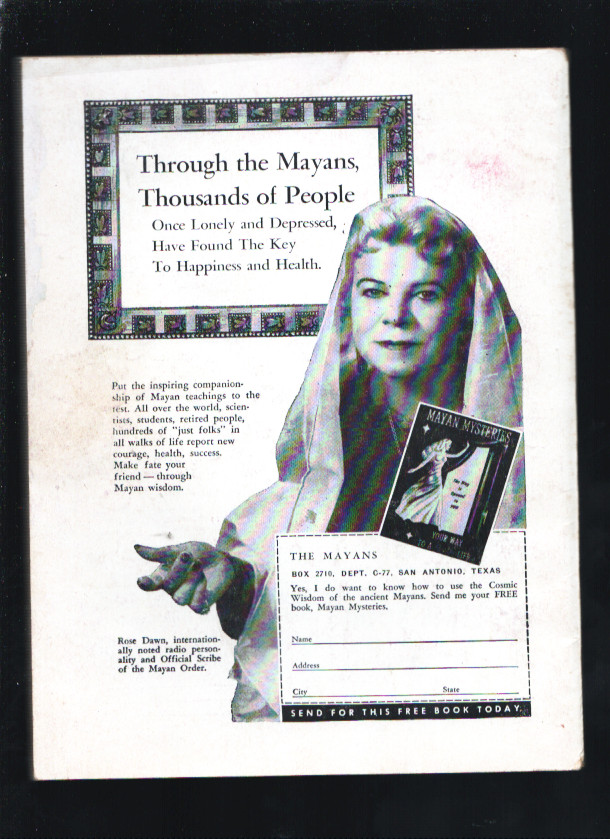 Through the Mayans,
Thousands of People
Once Lonely and Depressed,
Have Found The Key
To Happiness and Health.
Put the inspiring companion-
ship of Mayan teachings to the
test. All over the world, scien-
tists, students, retired people,
hundreds of "just folks" in
all walks of life report new
courage, health, success.
Make fate your
friend — through
Mayan wisdom.
MAYAN MYSTERIES
YOUR WAY
TO A
Rose Dawn, internation-
ally noted radio person-
ality and Official Scribe
of the Mayan Order.
THE MAYANS
BOX 2710, DEPT. C-77, SAN ANTONIO, TEXAS
Yes, I do want to know how to use the Cosmic
Wisdom of the ancient Mayans. Send me your FREE
book, Mayan Mysteries.
Name
Address
City State
SEND FOR THIS FREE BOOK TODAY.